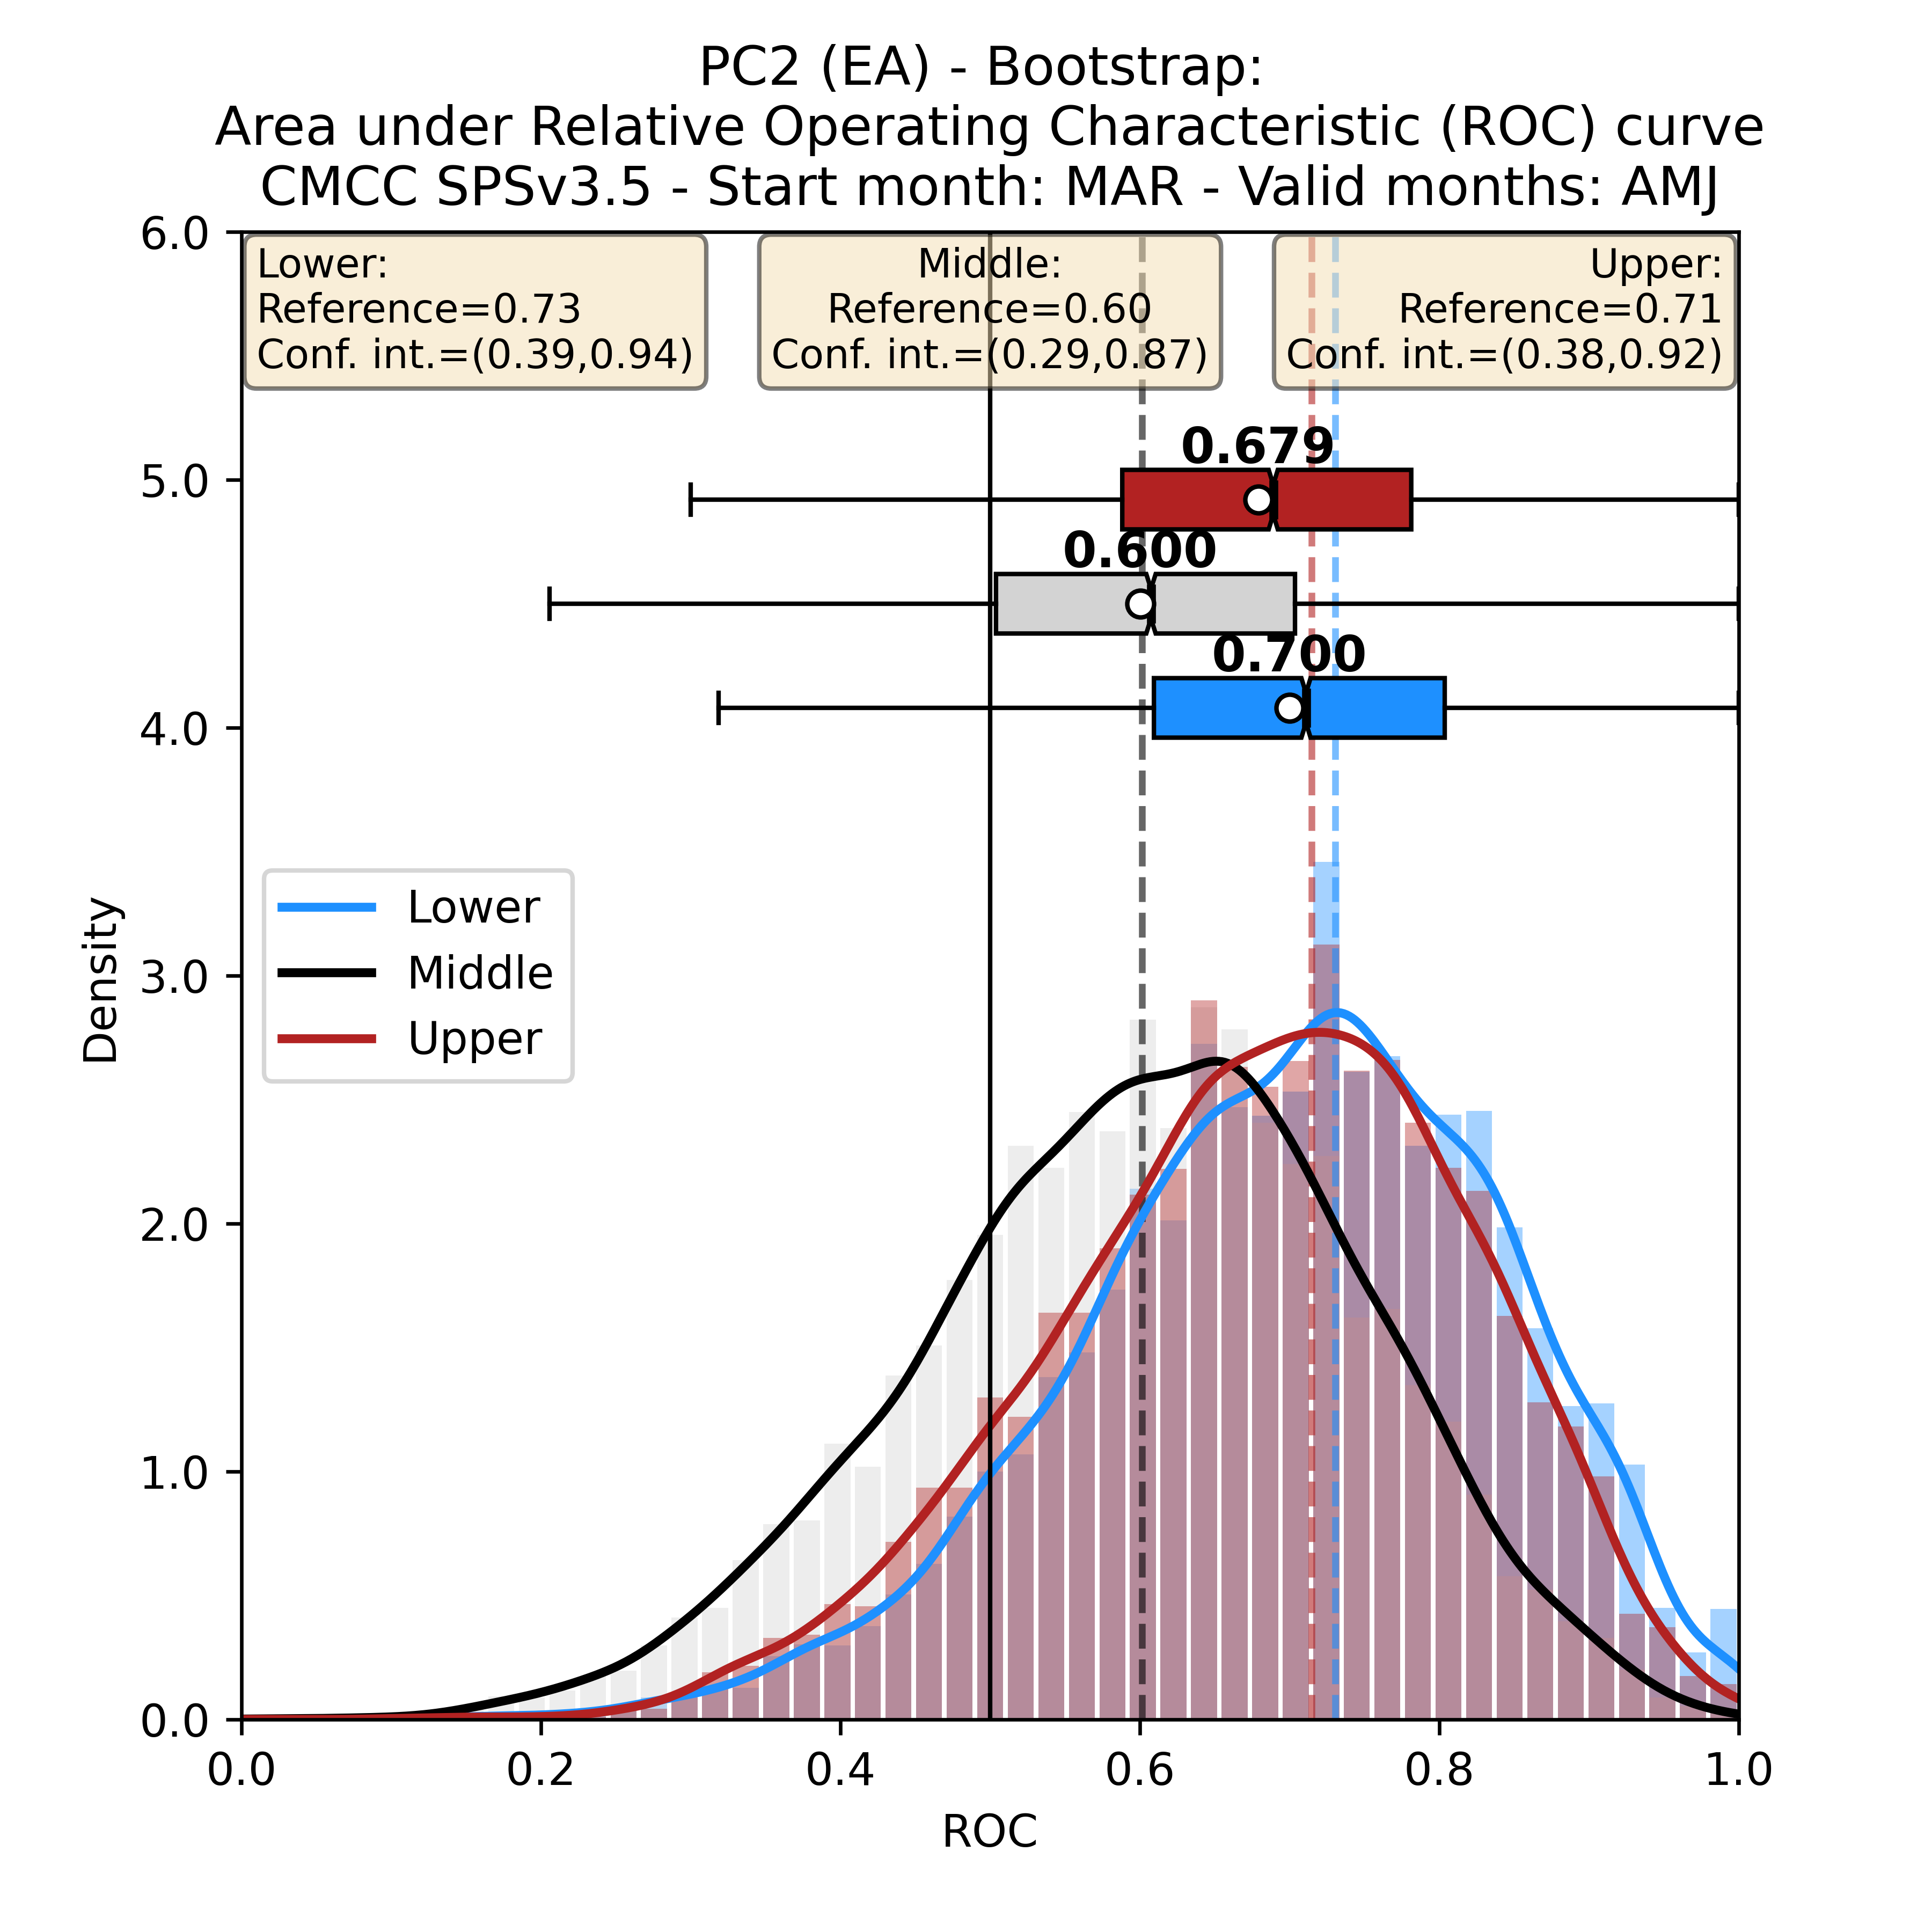 PC2 (EA) - Bootstrap:
Area under Relative Operating Characteristic (ROC) curve
CMCC SPSv3.5 - Start month: MAR - Valid months: AMJ
Lower:
Reference=0.73
Conf. int.=(0.39,0.94)
Middle:
Reference=0.60
Conf. int.=(0.29,0.87)
Upper:
Reference=0.71
Conf. int.=(0.38,0.92)
0.679
0.600
0.700
Lower
Middle
Upper
Density
6.0
5.0
4.0
3.0
2.0
1.0
0.0
0.0 0.2 0.4 0.6 0.8 1.0
ROC